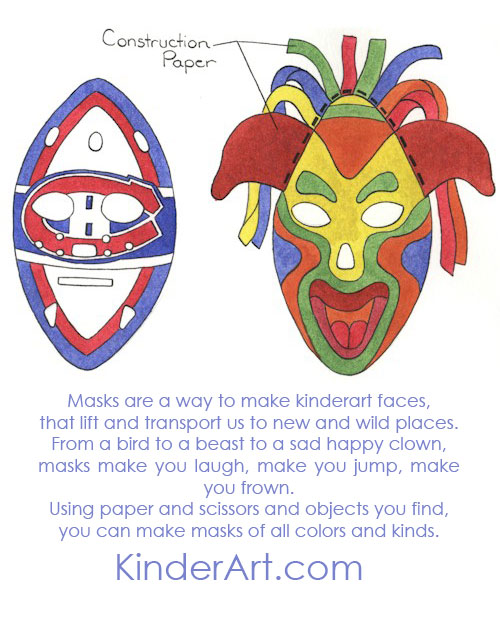 Construction
Paper
Masks are a way to make kinderart faces,
that lift and transport us to new and wild places.
From a bird to a beast to a sad happy clown,
masks make you laugh, make you jump, make
you frown.
Using paper and scissors and objects you find,
you can make masks of all colors and kinds.
KinderArt.com